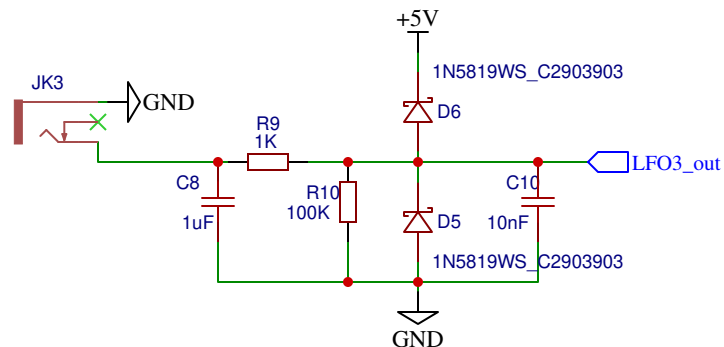 +5V
1N5819WS_C2903903
JK3
GND
D6
R9
1K
LFO3_out
C8
1uF
R10
100K
D5
C10
10nF
1N5819WS_C2903903
GND